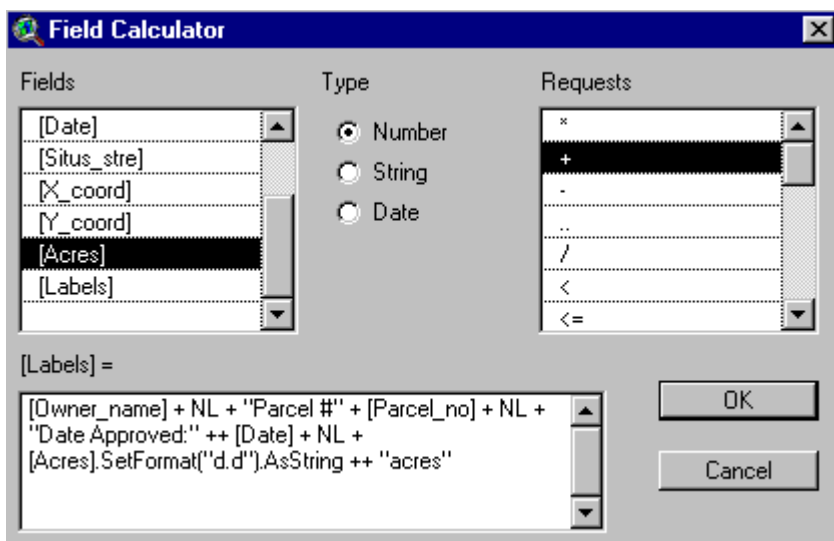 Field Calculator
Fields
Type
Requests
[Date]
[Situs_stre]
[X_coord]
[Y_coord]
[Acres]
[Labels]
Number
String
Date
*
+
-
..
/
<
<=
[Labels] =
[Owner_name] + NL + "Parcel #" + [Parcel_no] + NL +
"Date Approved:" ++ [Date] + NL +
[Acres].SetFormat("d.d").AsString ++ "acres"
OK
Cancel